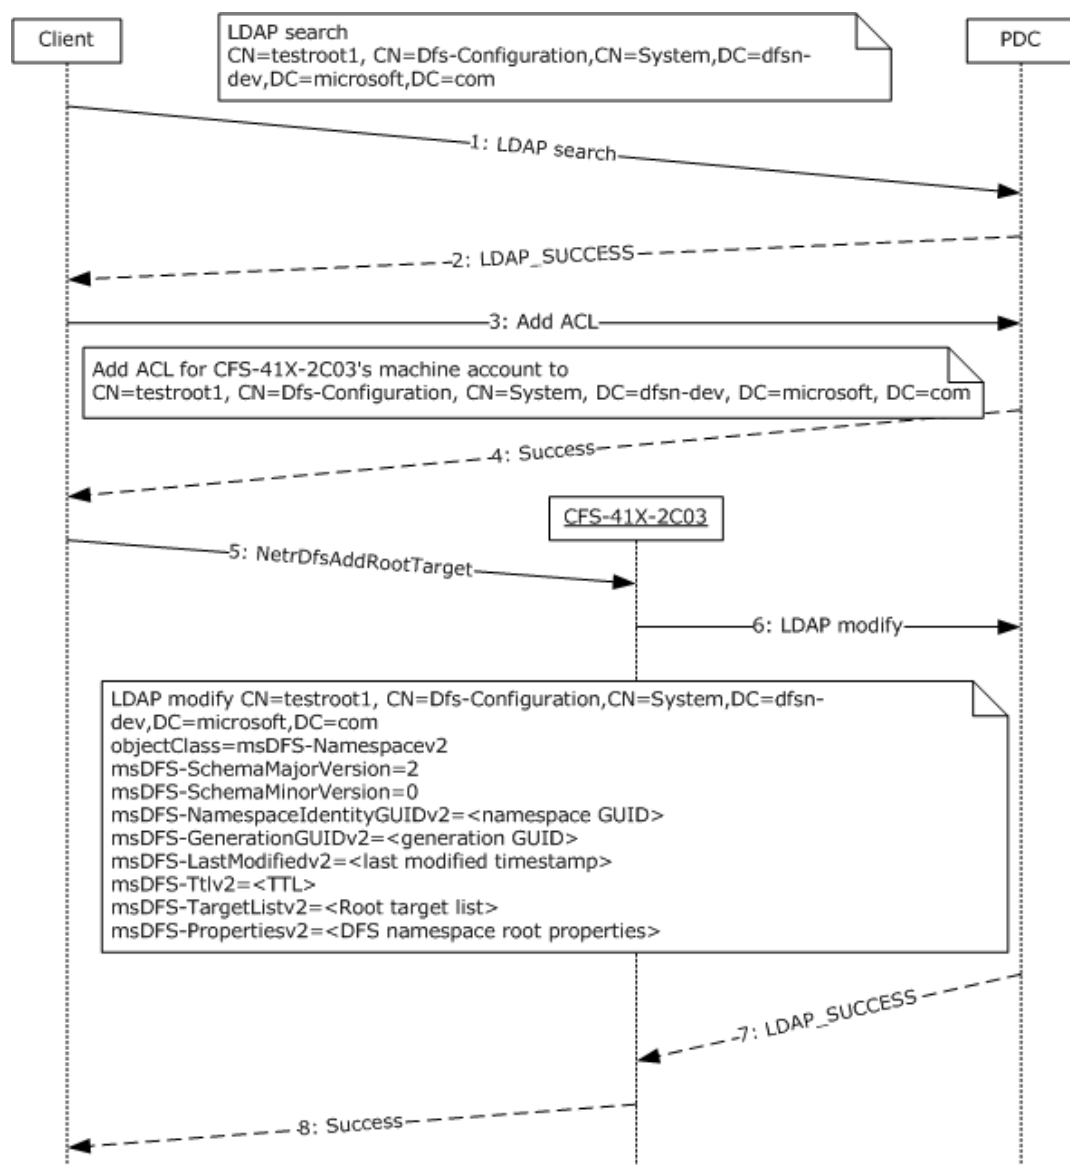 Client
LDAP search
CN=testroot1, CN=Dfs-Configuration,CN=System,DC=dfsn-
dev,DC=microsoft,DC=com
PDC
1: LDAP search
2: LDAP_SUCCESS
3: Add ACL
Add ACL for CFS-41X-2C03's machine account to
CN=testroot1, CN=Dfs-Configuration, CN=System, DC=dfsn-dev, DC=microsoft, DC=com
4: Success
CFS-41X-2C03
5: NetrDfsAddRootTarget
6: LDAP modify
LDAP modify CN=testroot1, CN=Dfs-Configuration,CN=System,DC=dfsn-
dev,DC=microsoft,DC=com
objectClass=msDFS-Namespacev2
msDFS-SchemaMajorVersion=2
msDFS-SchemaMinorVersion=0
msDFS-NamespaceIdentityGUIDv2=<namespace GUID>
msDFS-GenerationGUIDv2=<generation GUID>
msDFS-LastModifiedv2=<last modified timestamp>
msDFS-Ttlv2=<TTL>
msDFS-TargetListv2=<Root target list>
msDFS-Propertiesv2=<DFS namespace root properties>
7: LDAP_SUCCESS
8: Success